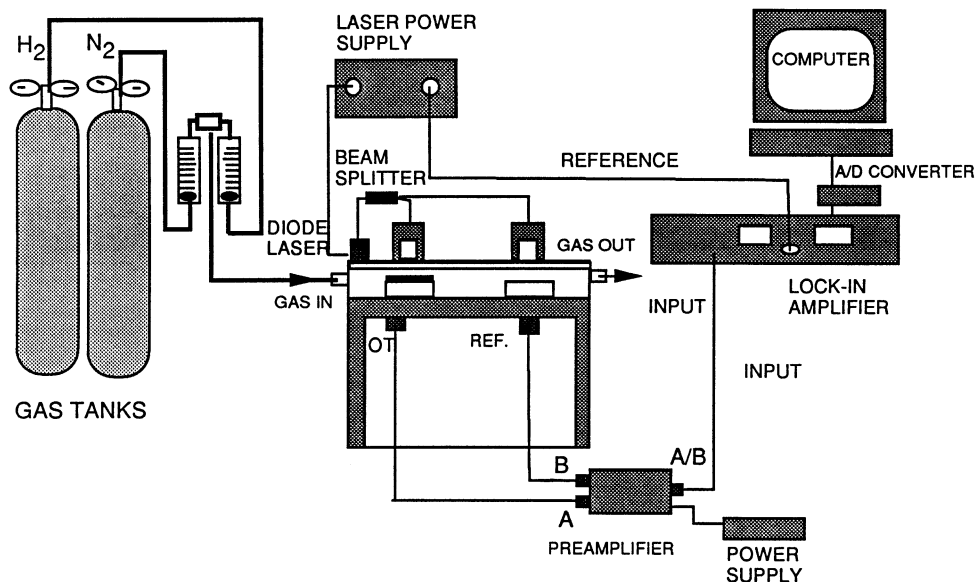 H2
N2
LASER POWER
SUPPLY
COMPUTER
BEAM
SPLITTER
REFERENCE
A/D CONVERTER
DIODE
LASER
GAS OUT
GAS IN
INPUT
LOCK-IN
AMPLIFIER
OT
REF.
INPUT
GAS TANKS
B
A/B
A
PREAMPLIFIER
POWER
SUPPLY